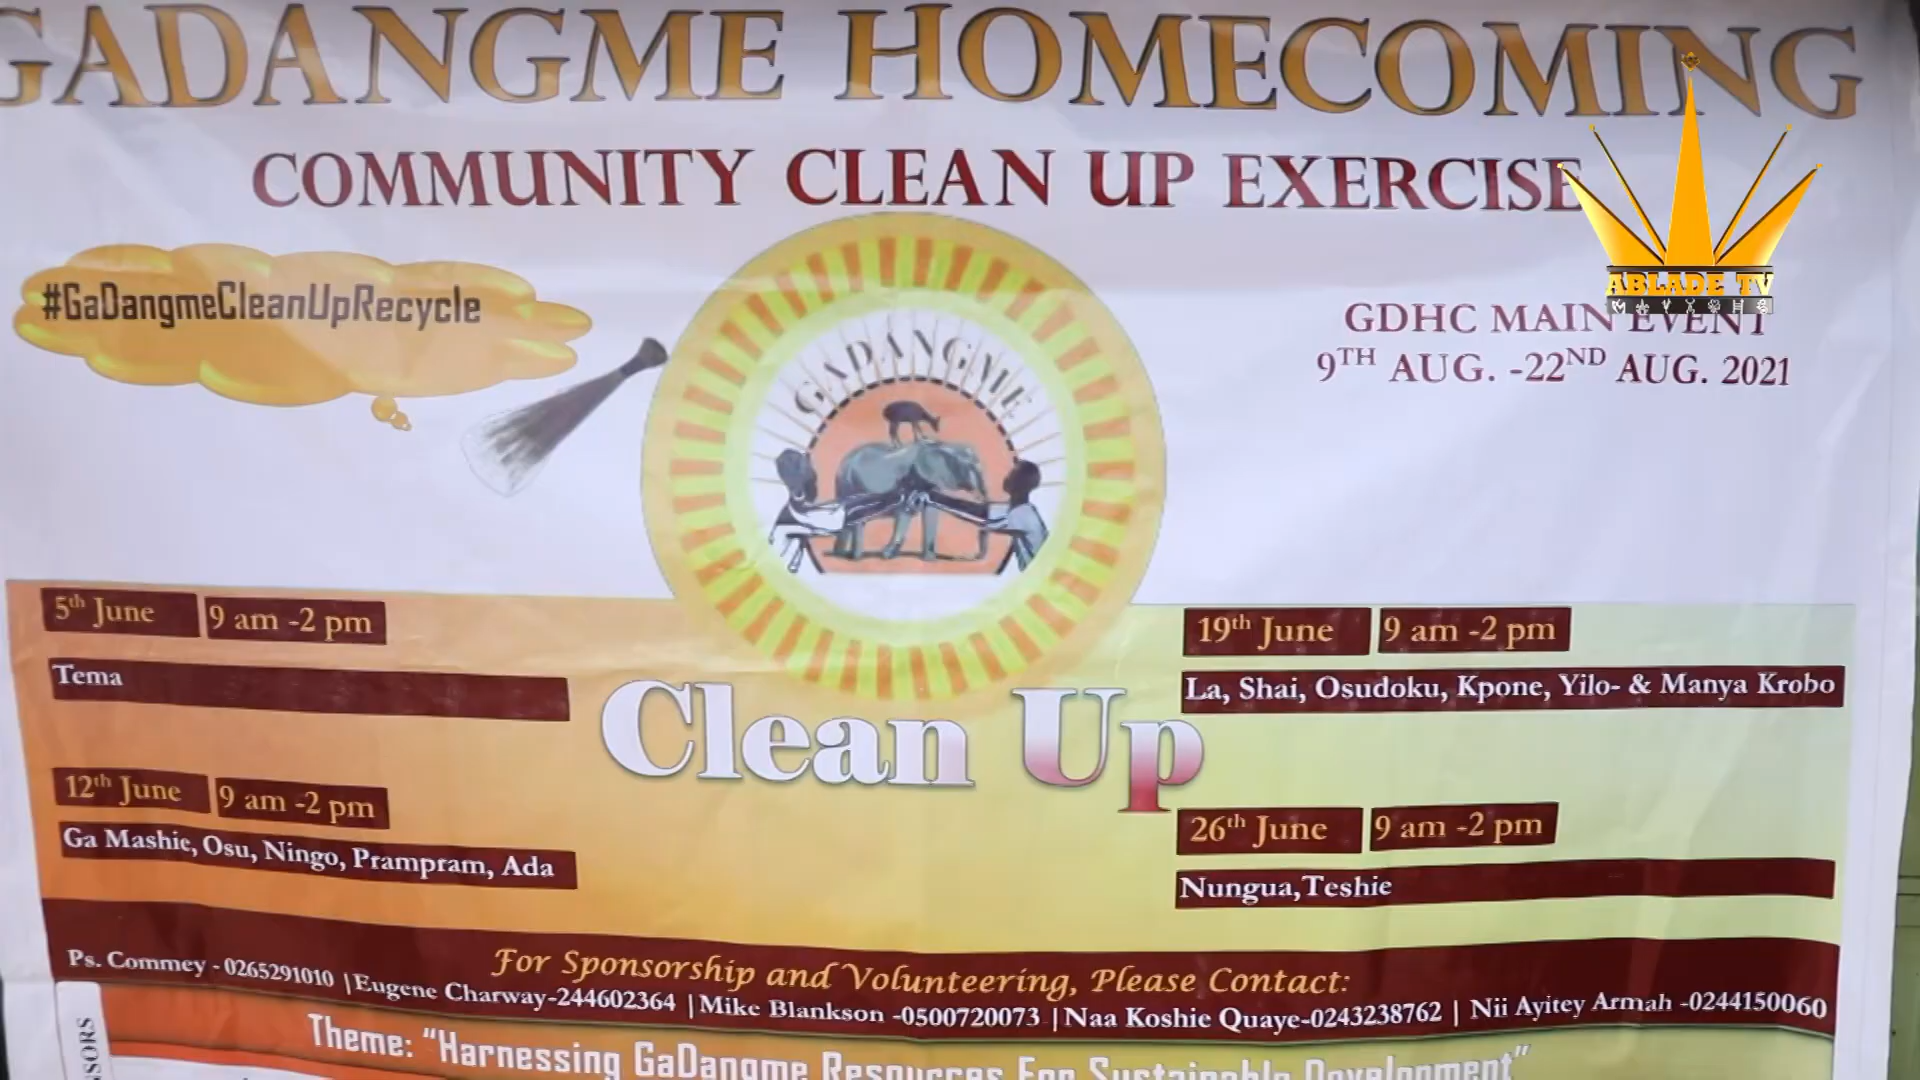 GADANGME HOMECOMING
COMMUNITY CLEAN UP EXERCISE
ABLADE TV
#GaDangmeCleanUpRecycle
GDHC MAIN EVENT
9TH AUG. -22ND AUG. 2021
GADANGME
5th June 9 am -2 pm
Tema
12th June 9 am -2 pm
Ga Mashie, Osu, Ningo, Prampram, Ada
Clean Up
19th June 9 am -2 pm
La, Shai, Osudoku, Kpone, Yilo- & Manya Krobo
26th June 9 am -2 pm
Nungua,Teshie
For Sponsorship and Volunteering, Please Contact:
Ps. Commey - 0265291010 |Eugene Charway-244602364 |Mike Blankson -0500720073 |Naa Koshie Quaye-0243238762 | Nii Ayitey Armah -0244150060
Theme: "Harnessing GaDangme Resources For Sustainable Development"